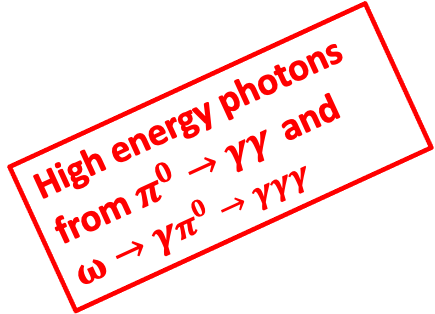 High energy photons
from π⁰ → γγ and
ω → γπ⁰ → γγγ